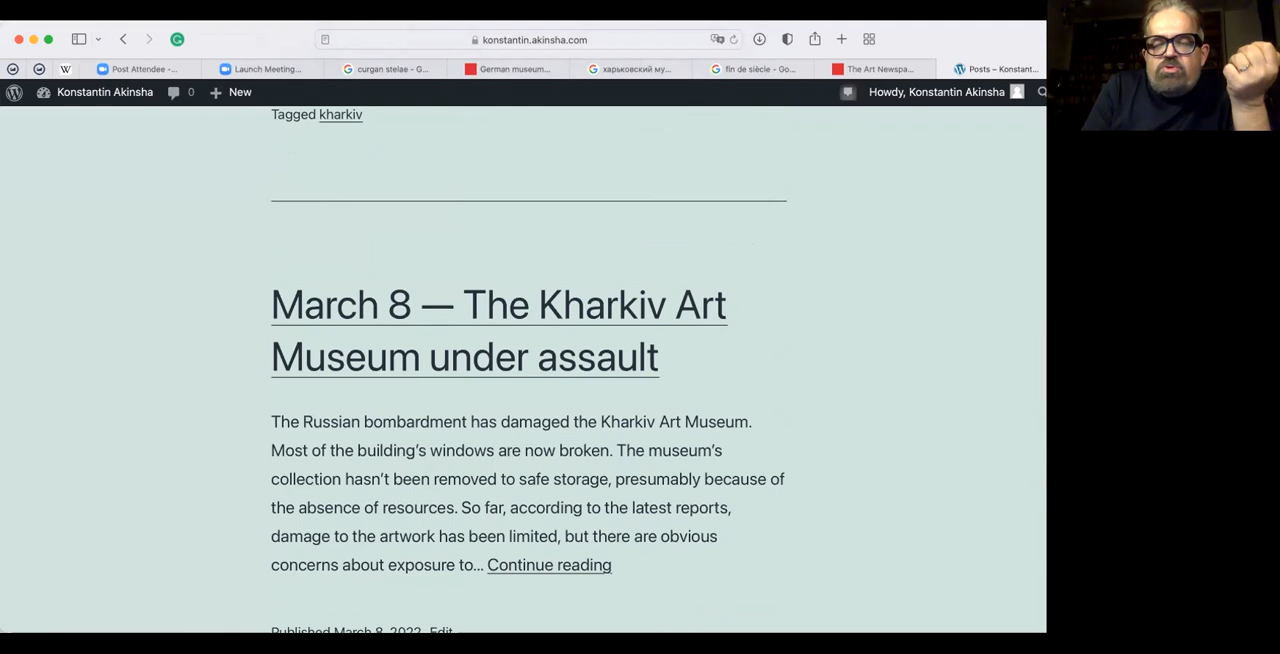 konstantin.akinsha.com
W Post Attendee -... Launch Meeting... curgan stelae - G... German museum... харьковский му... fin de siècle - Go... The Art Newspa... Posts – Konstant...
Konstantin Akinsha 0 New Howdy, Konstantin Akinsha
Tagged kharkiv
March 8 — The Kharkiv Art
Museum under assault
The Russian bombardment has damaged the Kharkiv Art Museum.
Most of the building’s windows are now broken. The museum’s
collection hasn’t been removed to safe storage, presumably because of
the absence of resources. So far, according to the latest reports,
damage to the artwork has been limited, but there are obvious
concerns about exposure to... Continue reading
Published March 8, 2022 Edit